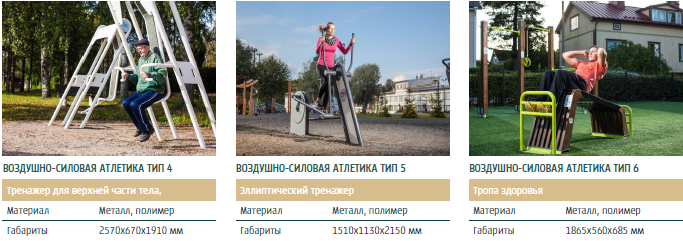 ВОЗДУШНО-СИЛОВАЯ АТЛЕТИКА ТИП 4
Тренажер для верхней части тела,
Материал Металл, полимер
Габариты 2570х670х1910 мм
ВОЗДУШНО-СИЛОВАЯ АТЛЕТИКА ТИП 5
Эллиптический тренажер
Материал Металл, полимер
Габариты 1510х1130х2150 мм
ВОЗДУШНО-СИЛОВАЯ АТЛЕТИКА ТИП 6
Тропа здоровья
Материал Металл, полимер
Габариты 1865х560х685 мм